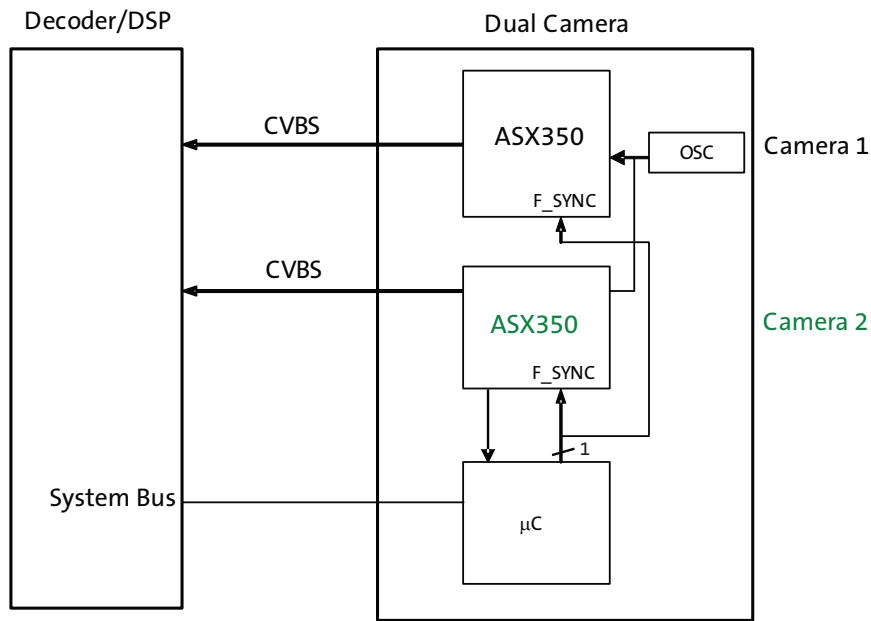 Decoder/DSP
Dual Camera
CVBS
ASX350
OSC
Camera 1
F_SYNC
CVBS
ASX350
Camera 2
F_SYNC
1
System Bus
μC